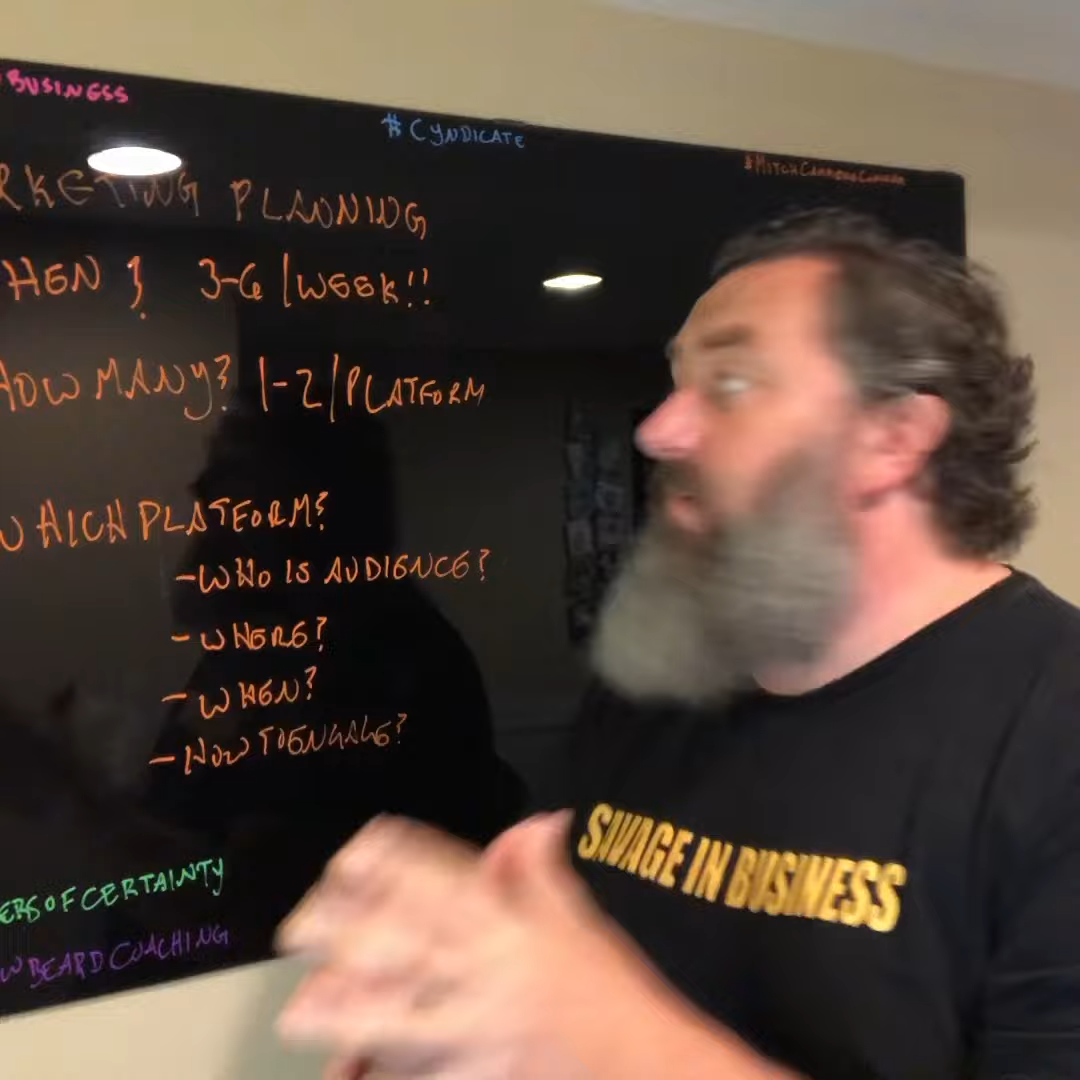 BUSINESS
#CYNDICATE
RKETING PLANNING
HEN ? 3-6 /WEEK!!
HOW MANY? 1-2/PLATFORM
WHICH PLATFORM?
-WHO IS AUDIENCE?
-WHERE?
-WHEN?
-HOW TO ENGAGE?
ERS OF CERTAINTY
W BEARD COACHING
SAVAGE IN BUSINESS